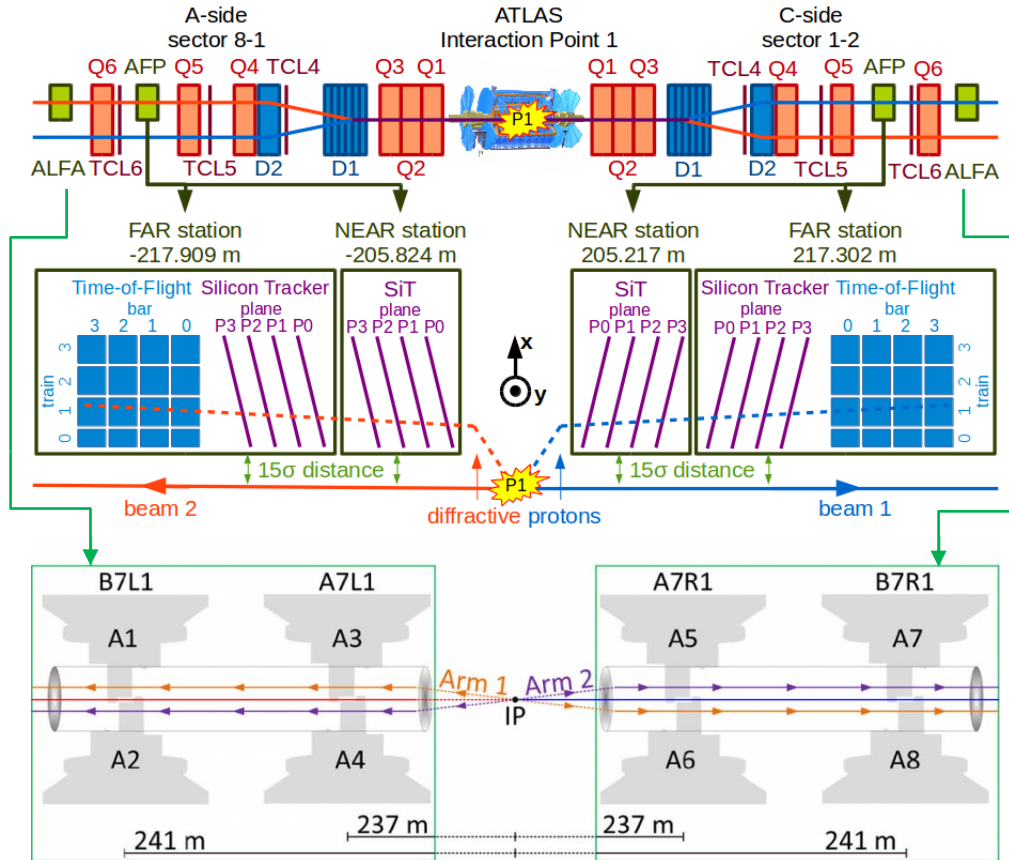 A-side
sector 8-1
ATLAS
Interaction Point 1
C-side
sector 1-2
Q6 AFP Q5 Q4 TCL4 Q3 Q1
Q1 Q3 TCL4 Q4 Q5 AFP Q6
P1
ALFA TCL6 TCL5 D2 D1 Q2
Q2 D1 D2 TCL5 TCL6 ALFA
FAR station
-217.909 m
NEAR station
-205.824 m
NEAR station
205.217 m
FAR station
217.302 m
Time-of-Flight
bar
3 2 1 0
train
3
2
1
0
Silicon Tracker
plane
P3 P2 P1 P0
SiT
plane
P3 P2 P1 P0
x
y
SiT
plane
P0 P1 P2 P3
Silicon Tracker
plane
P0 P1 P2 P3
Time-of-Flight
bar
0 1 2 3
3
2
1
0
train
15σ distance
15σ distance
P1
beam 2
diffractive protons
beam 1
B7L1 A7L1
A7R1 B7R1
A1 A3
A5 A7
Arm 1 Arm 2
IP
A2 A4
A6 A8
237 m
237 m
241 m
241 m